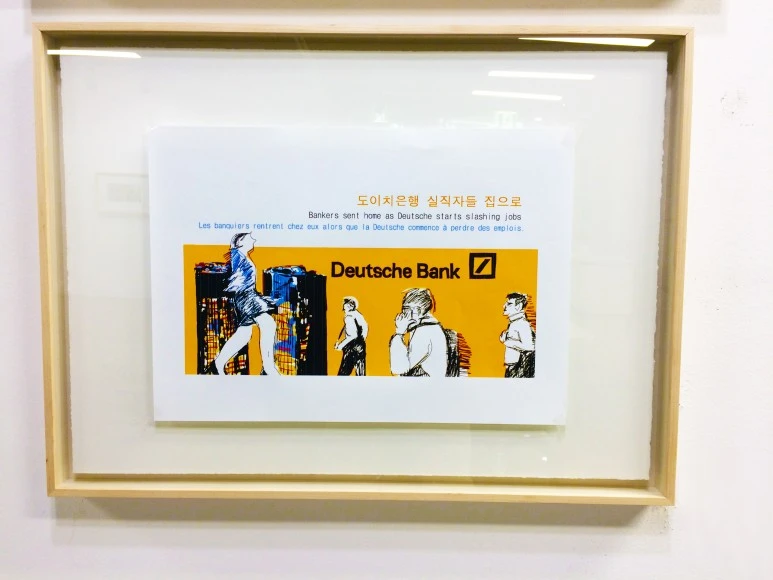 도이치은행 실직자들 집으로
Bankers sent home as Deutsche starts slashing jobs
Les banquiers rentrent chez eux alors que la Deutsche commence à perdre des emplois.
Deutsche Bank